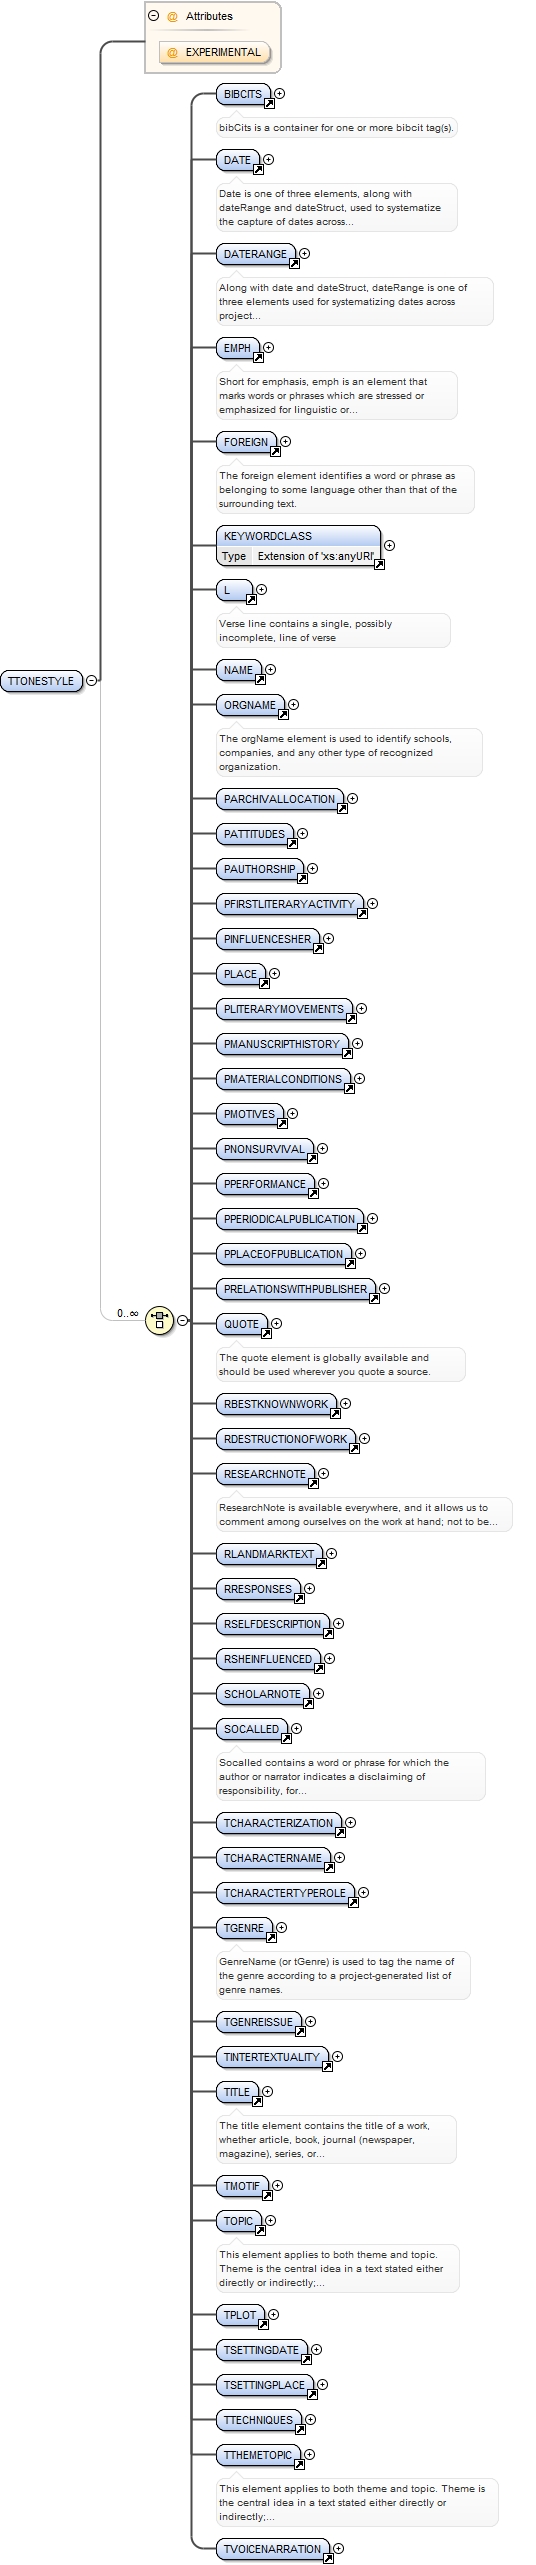 @ Attributes
@ EXPERIMENTAL
BIBCITS
bibCits is a container for one or more bibcit tag(s).
DATE
Date is one of three elements, along with
dateRange and dateStruct, used to systematize
the capture of dates across...
DATERANGE
Along with date and dateStruct, dateRange is one of
three elements used for systematizing dates across
project...
EMPH
Short for emphasis, emph is an element that
marks words or phrases which are stressed or
emphasized for linguistic or...
FOREIGN
The foreign element identifies a word or phrase as
belonging to some language other than that of the
surrounding text.
KEYWORDCLASS
Type Extension of 'xs:anyURI'
L
Verse line contains a single, possibly
incomplete, line of verse
NAME
TTONESTYLE
ORGNAME
The orgName element is used to identify schools,
companies, and any other type of recognized
organization.
PARCHIVALLOCATION
PATTITUDES
PAUTHORSHIP
PFIRSTLITERARYACTIVITY
PINFLUENCESHER
PLACE
PLITERARYMOVEMENTS
PMANUSCRIPTHISTORY
PMATERIALCONDITIONS
PMOTIVES
PNONSURVIVAL
PPERFORMANCE
PPERIODICALPUBLICATION
PPLACEOFPUBLICATION
PRELATIONSWITHPUBLISHER
0..∞
QUOTE
The quote element is globally available and
should be used wherever you quote a source.
RBESTKNOWNWORK
RDESTRUCTIONOFWORK
RESEARCHNOTE
ResearchNote is available everywhere, and it allows us to
comment among ourselves on the work at hand; not to be...
RLANDMARKTEXT
RRESPONSES
RSELFDESCRIPTION
RSHEINFLUENCED
SCHOLARNOTE
SOCALLED
Socalled contains a word or phrase for which the
author or narrator indicates a disclaiming of
responsibility, for...
TCHARACTERIZATION
TCHARACTERNAME
TCHARACTERTYPEROLE
TGENRE
GenreName (or tGenre) is used to tag the name of
the genre according to a project-generated list of
genre names.
TGENREISSUE
TINTERTEXTUALITY
TITLE
The title element contains the title of a work,
whether article, book, journal (newspaper,
magazine), series, or...
TMOTIF
TOPIC
This element applies to both theme and topic.
Theme is the central idea in a text stated either
directly or indirectly;...
TPLOT
TSETTINGDATE
TSETTINGPLACE
TTECHNIQUES
TTHEMETOPIC
This element applies to both theme and topic. Theme is
the central idea in a text stated either directly or
indirectly;...
TVOICENARRATION